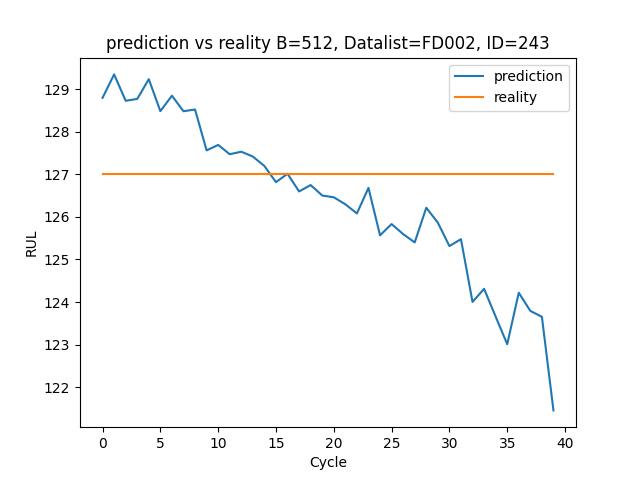 prediction vs reality B=512, Datalist=FD002, ID=243
prediction
reality
129
128
127
126
125
124
123
122
RUL
0 5 10 15 20 25 30 35 40
Cycle